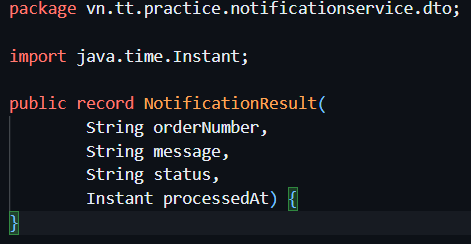 package vn.tt.practice.notificationservice.dto;
import java.time.Instant;
public record NotificationResult(
        String orderNumber,
        String message,
        String status,
        Instant processedAt) {
}